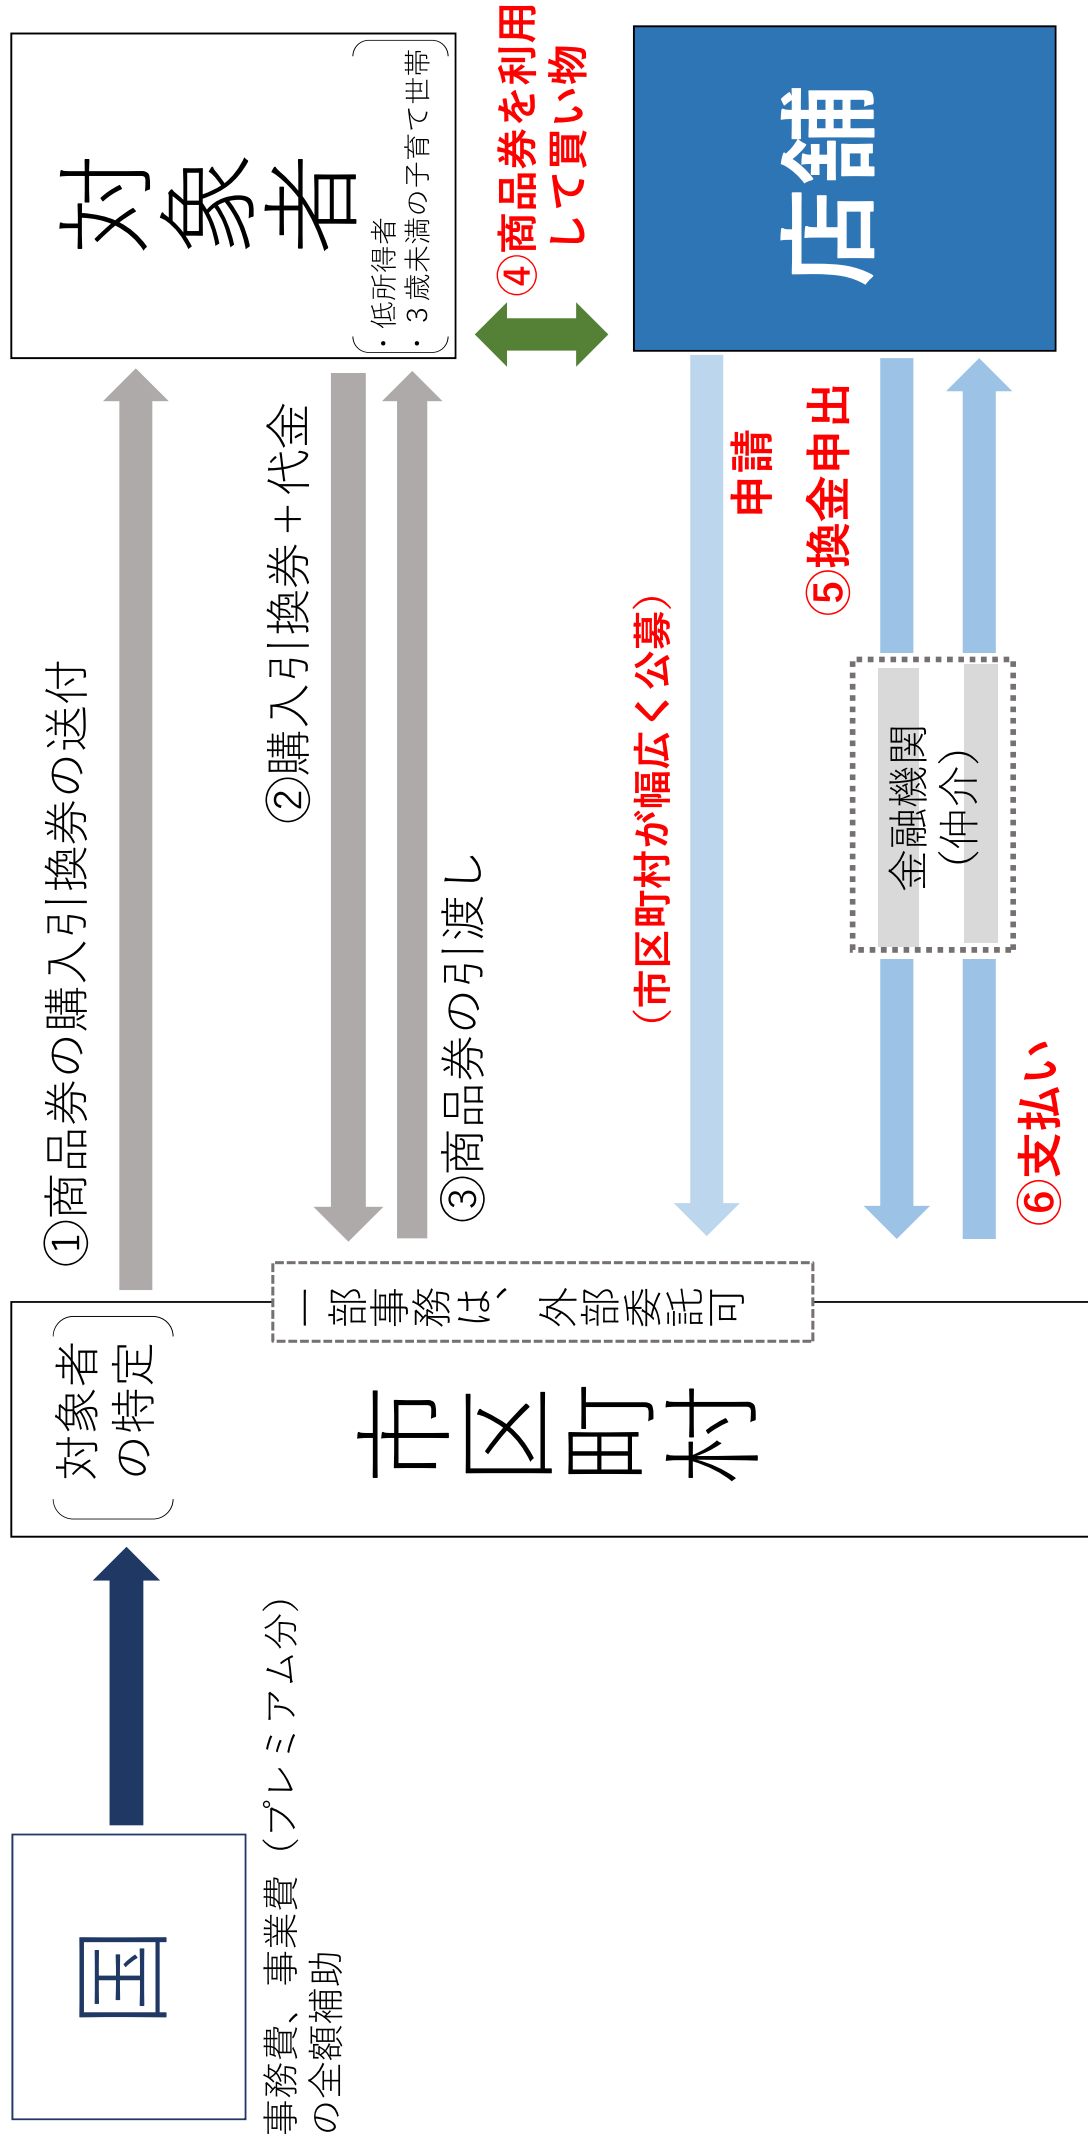 国
事務費、事業費（プレミアム分）
の全額補助
対象者
の特定
市区町村
一部事務は、外部委託可
①商品券の購入引換券の送付
②購入引換券＋代金
③商品券の引渡し
（市区町村が幅広く公募）
申請
⑤換金申出
金融機関
（仲介）
⑥支払い
対象者
・低所得者
・３歳未満の子育て世帯
④商品券を利用
して買い物
店舗